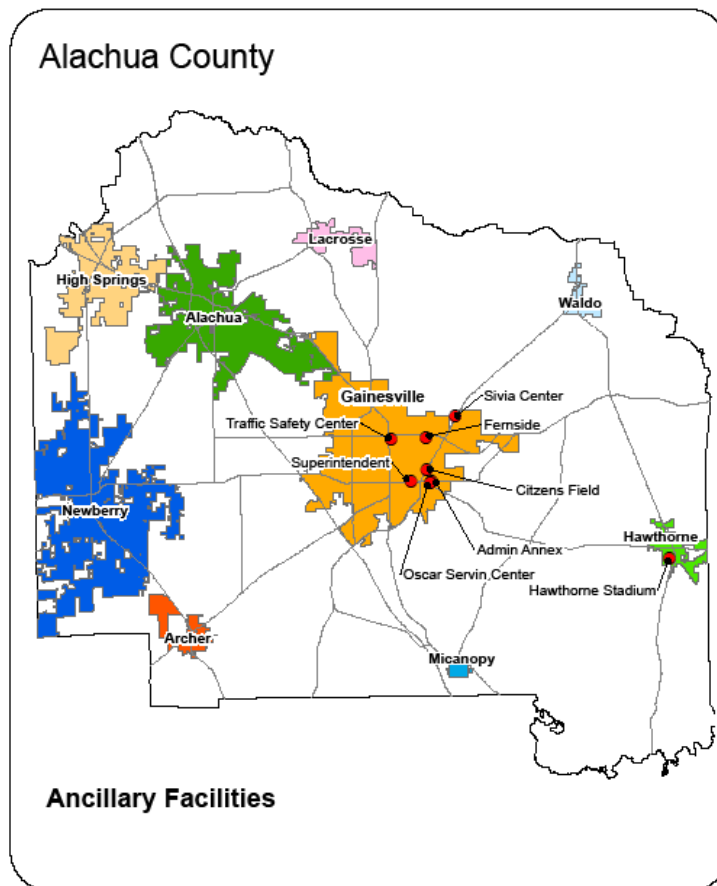 Alachua County
Lacrosse
High Springs
Waldo
Alachua
Gainesville
Sivia Center
Traffic Safety Center
Fernside
Superintendent
Citzens Field
Newberry
Hawthorne
Admin Annex
Oscar Servin Center
Hawthorne Stadium
Archer
Micanopy
Ancillary Facilities